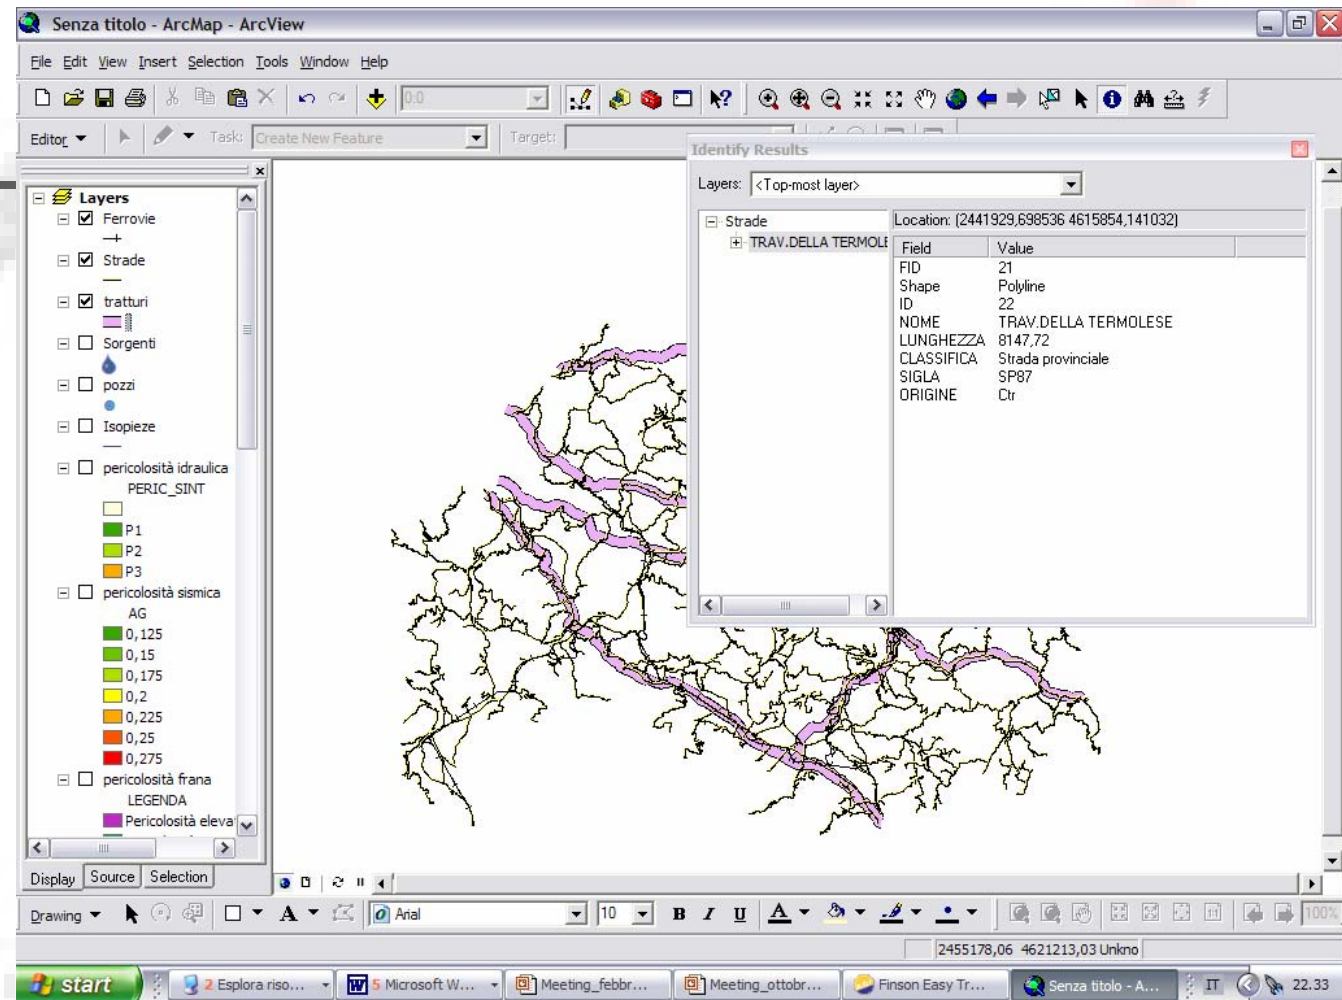 Senza titolo - ArcMap - ArcView
File Edit View Insert Selection Tools Window Help
0:0
Editor Task: Create New Feature Target:
Identify Results
Layers: <Top-most layer>
Strade
TRAV.DELLA TERMOLE
Location: (2441929,698536 4615854,141032)
Field Value
FID 21
Shape Polyline
ID 22
NOME TRAV.DELLA TERMOLESE
LUNGHEZZA 8147,72
CLASSIFICA Strada provinciale
SIGLA SP87
ORIGINE Ctr
Layers
Ferrovie
Strade
tratturi
Sorgenti
pozzi
Isopieze
pericolosità idraulica
PERIC_SINT
P1
P2
P3
pericolosità sismica
AG
0,125
0,15
0,175
0,2
0,225
0,25
0,275
pericolosità frana
LEGENDA
Pericolosità eleva
Display Source Selection
Drawing A Arial 10 B I U A 1:1 100%
2455178,06 4621213,03 Unkno
start 2 Esplora riso... 5 Microsoft W... Meeting_febbr... Meeting_ottobr... Finson Easy Tr... Senza titolo - A... IT 22.33